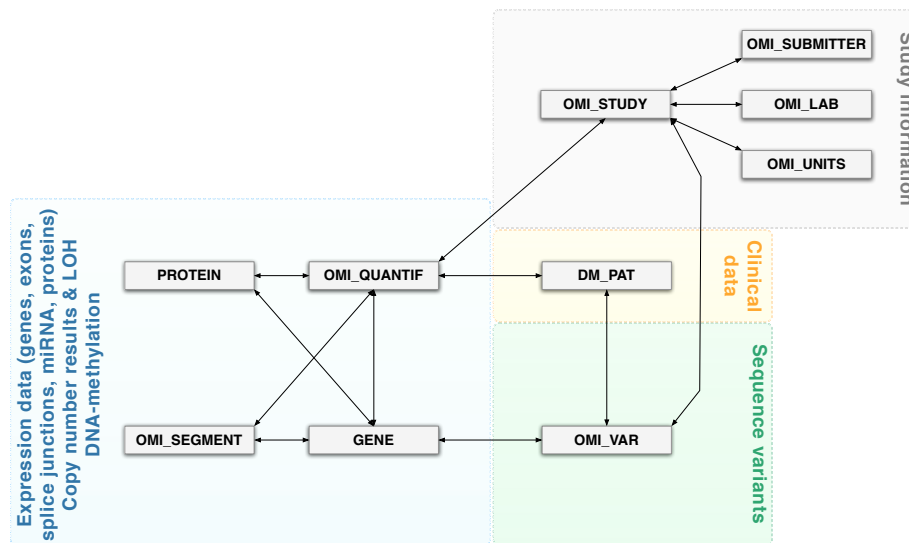 OMI_SUBMITTER
OMI_STUDY
OMI_LAB
OMI_UNITS
Study information
PROTEIN
OMI_QUANTIF
DM_PAT
Clinical
data
OMI_SEGMENT
GENE
OMI_VAR
Sequence variants
Expression data (genes, exons,
splice junctions, miRNA, proteins)
Copy number results & LOH
DNA-methylation